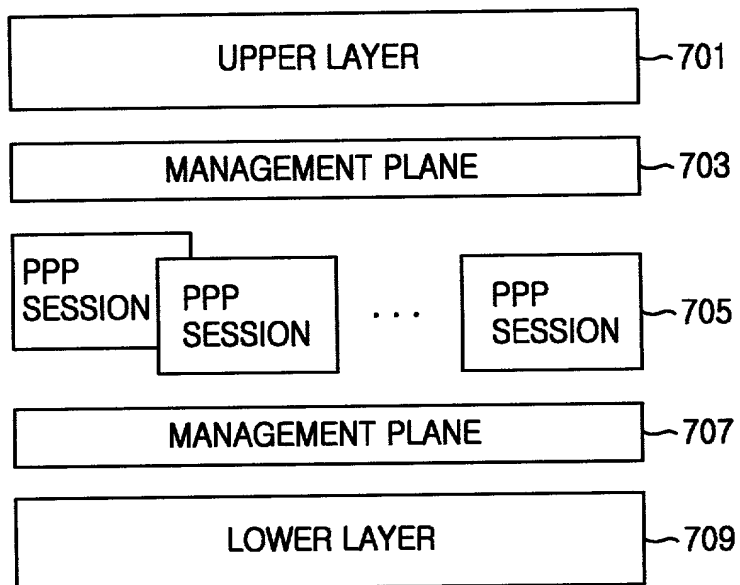 UPPER LAYER 701
MANAGEMENT PLANE 703
PPP
SESSION
PPP
SESSION
. . .
PPP
SESSION
705
MANAGEMENT PLANE 707
LOWER LAYER 709